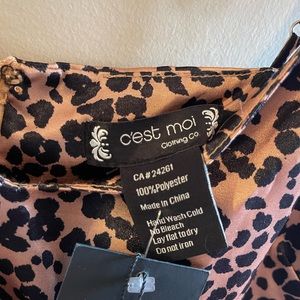 c'est moi
Clothing Co
CA#24261
100%Polyester
Made in China
Hand Wash Cold
No Bleach
Lay flat to dry
Do not iron